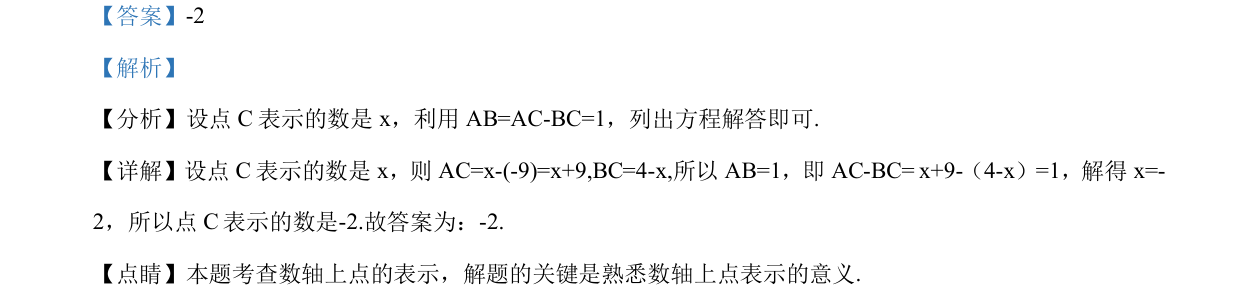 【答案】-2
【解析】
【分析】设点 C 表示的数是 x，利用 AB=AC-BC=1，列出方程解答即可.
【详解】设点 C 表示的数是 x，则 AC=x-(-9)=x+9,BC=4-x,所以 AB=1，即 AC-BC= x+9-（4-x）=1，解得 x=-
2，所以点 C 表示的数是-2.故答案为：-2.
【点睛】本题考查数轴上点的表示，解题的关键是熟悉数轴上点表示的意义.